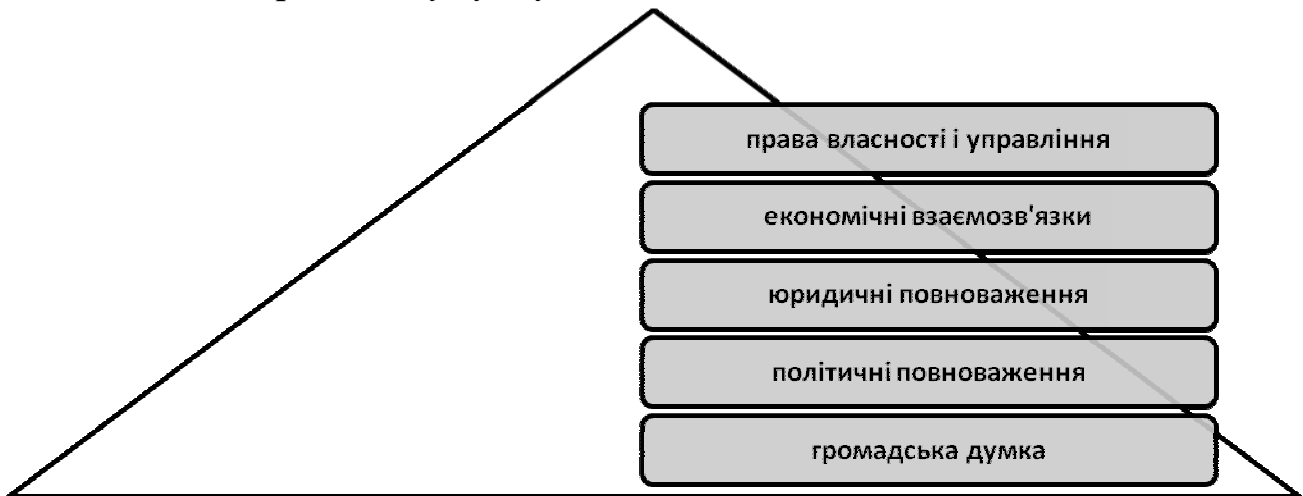 права власності і управління
економічні взаємозв'язки
юридичні повноваження
політичні повноваження
громадська думка